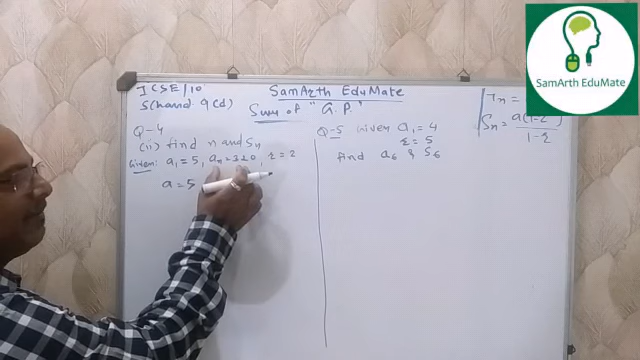 ICSE/10
SamArth EduMate
S Chand 9(d)
Sum of "G.P."
Q-4
(ii) find n and Sn
Given: a₁=5, aₙ=320, r=2
a=5
Q-5 Given a₁=4
r=5
find a₆ & S₆
Tₙ =
Sₙ = a(1-r
1-r
SamArth EduMate